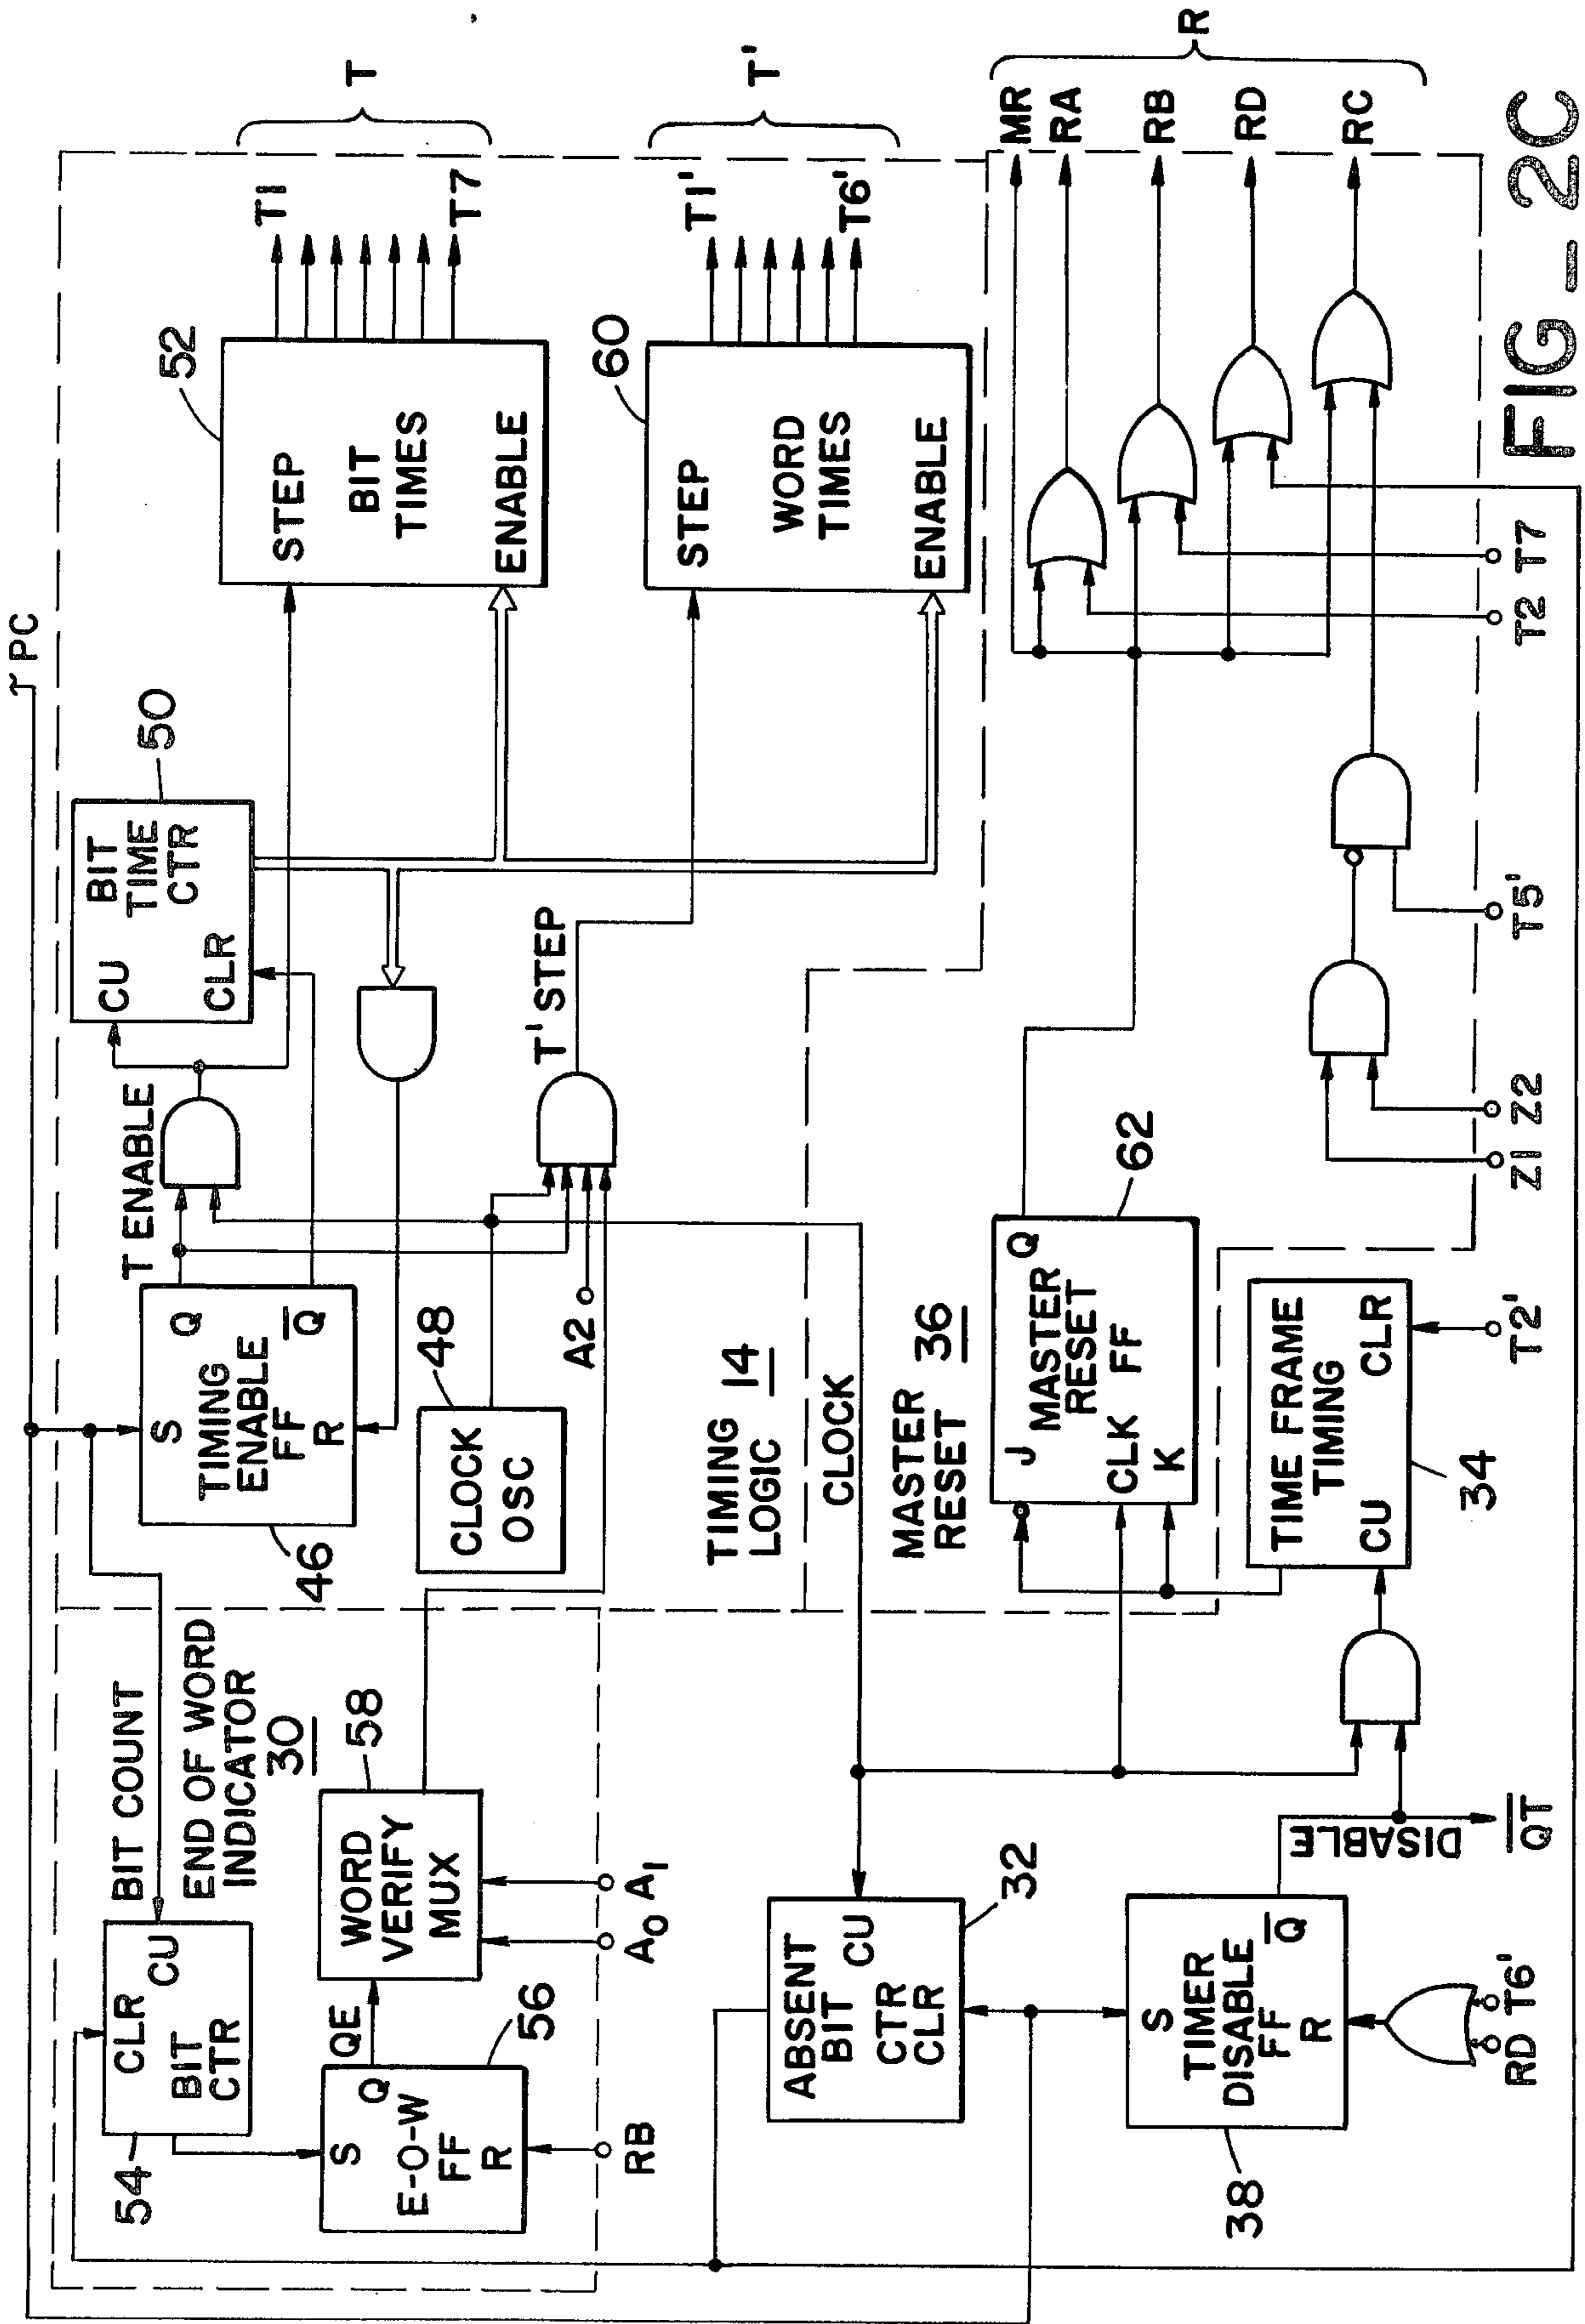 τPC
BIT COUNT
CLR
CU
BIT
CTR
54
END OF WORD
INDICATOR
30
S
Q
E-O-W
FF
R
56
QE
RB
WORD
VERIFY
MUX
58
A0
A1
S
Q
TIMING
ENABLE
FF
Q̅
R
46
T ENABLE
CLOCK
OSC
48
A2
T' STEP
BIT
TIME
CTR
CU
CLR
50
STEP
BIT
TIMES
ENABLE
52
T1
T7
T
STEP
WORD
TIMES
ENABLE
60
T1'
T6'
T'
TIMING
LOGIC
14
CLOCK
MASTER
RESET
36
J
Q
MASTER
RESET
FF
CLK
K
62
ABSENT
BIT
CU
CTR
CLR
32
S
TIMER
DISABLE
FF
Q̅
R
38
RD
T6'
DISABLE
Q̅T̅
TIME FRAME
TIMING
CU
CLR
34
T2'
Z1
Z2
T5'
T2
T7
MR
RA
RB
RD
RC
R
FIG_2C